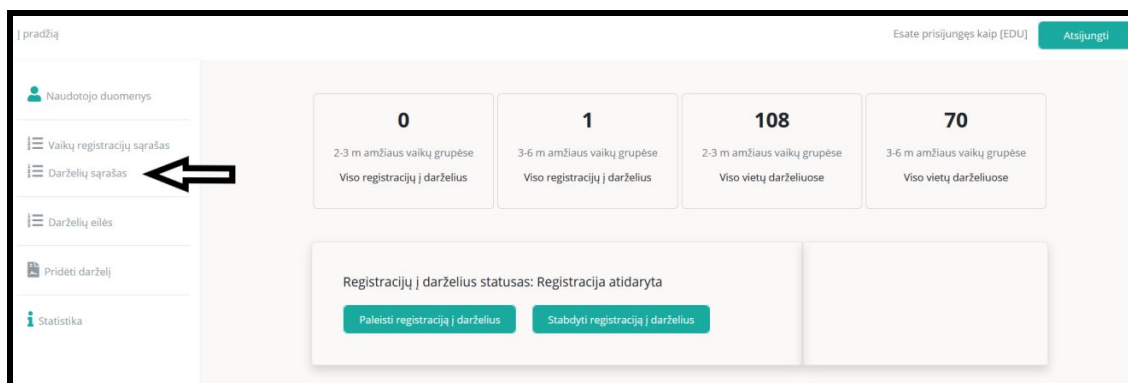 Į pradžią
Esate prisijungęs kaip [EDU]
Atsijungti
Naudotojo duomenys
Vaikų registracijų sąrašas
Darželių sąrašas
Darželių eilės
Pridėti darželį
Statistika
0
2-3 m amžiaus vaikų grupėse
Viso registracijų į darželius
1
3-6 m amžiaus vaikų grupėse
Viso registracijų į darželius
108
2-3 m amžiaus vaikų grupėse
Viso vietų darželiuose
70
3-6 m amžiaus vaikų grupėse
Viso vietų darželiuose
Registracijų į darželius statusas: Registracija atidaryta
Paleisti registraciją į darželius
Stabdyti registraciją į darželius